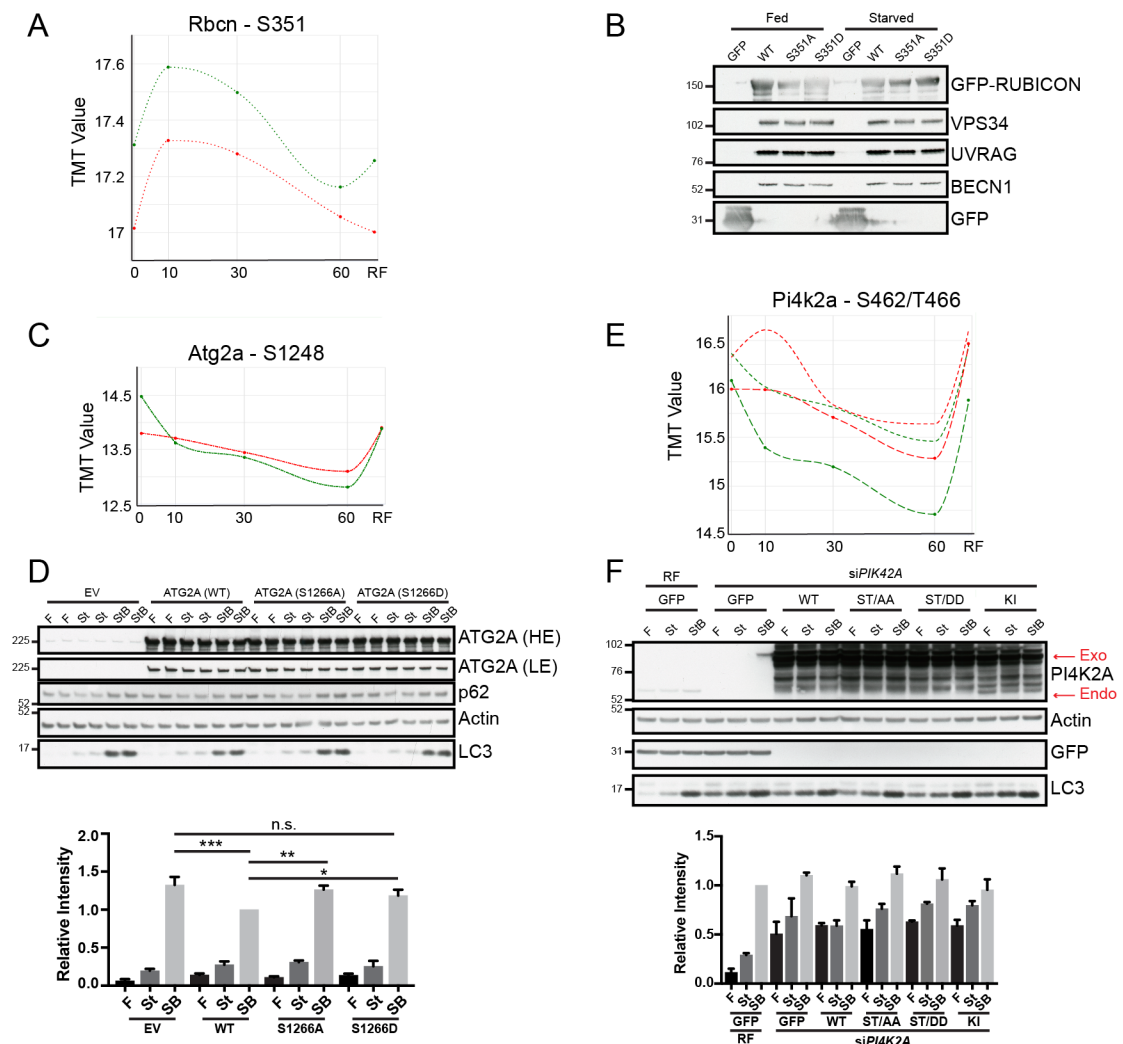 A
Rbcn - S351
TMT Value
17.6
17.4
17.2
17
0 10 30 60 RF
B
Fed Starved
GFP WT S351A S351D GFP WT S351A S351D
150 GFP-RUBICON
102 VPS34
76 UVRAG
52 BECN1
31 GFP
C
Atg2a - S1248
TMT Value
14.5
13.5
12.5
0 10 30 60 RF
E
Pi4k2a - S462/T466
TMT Value
16.5
16
15.5
15
14.5
0 10 30 60 RF
D
EV ATG2A (WT) ATG2A (S1266A) ATG2A (S1266D)
F F St St StB StB F F St St StB StB F F St St StB StB F F St St StB StB
225 ATG2A (HE)
225 ATG2A (LE)
p62
52
52
Actin
17 LC3
n.s.
*** **
*
Relative Intensity
2.0
1.5
1.0
0.5
0.0
F St SB F St SB F St SB F St SB
EV WT S1266A S1266D
F
RF siPIK42A
GFP GFP WT ST/AA ST/DD KI
F St StB F St StB F St StB F St StB F St StB F St StB
102
← Exo
76 PI4K2A
← Endo
52
52
Actin
31 GFP
17 LC3
Relative Intensity
1.5
1.0
0.5
0.0
F St SB F St SB F St SB F St SB F St SB F St SB
GFP GFP WT ST/AA ST/DD KI
RF siPI4K2A